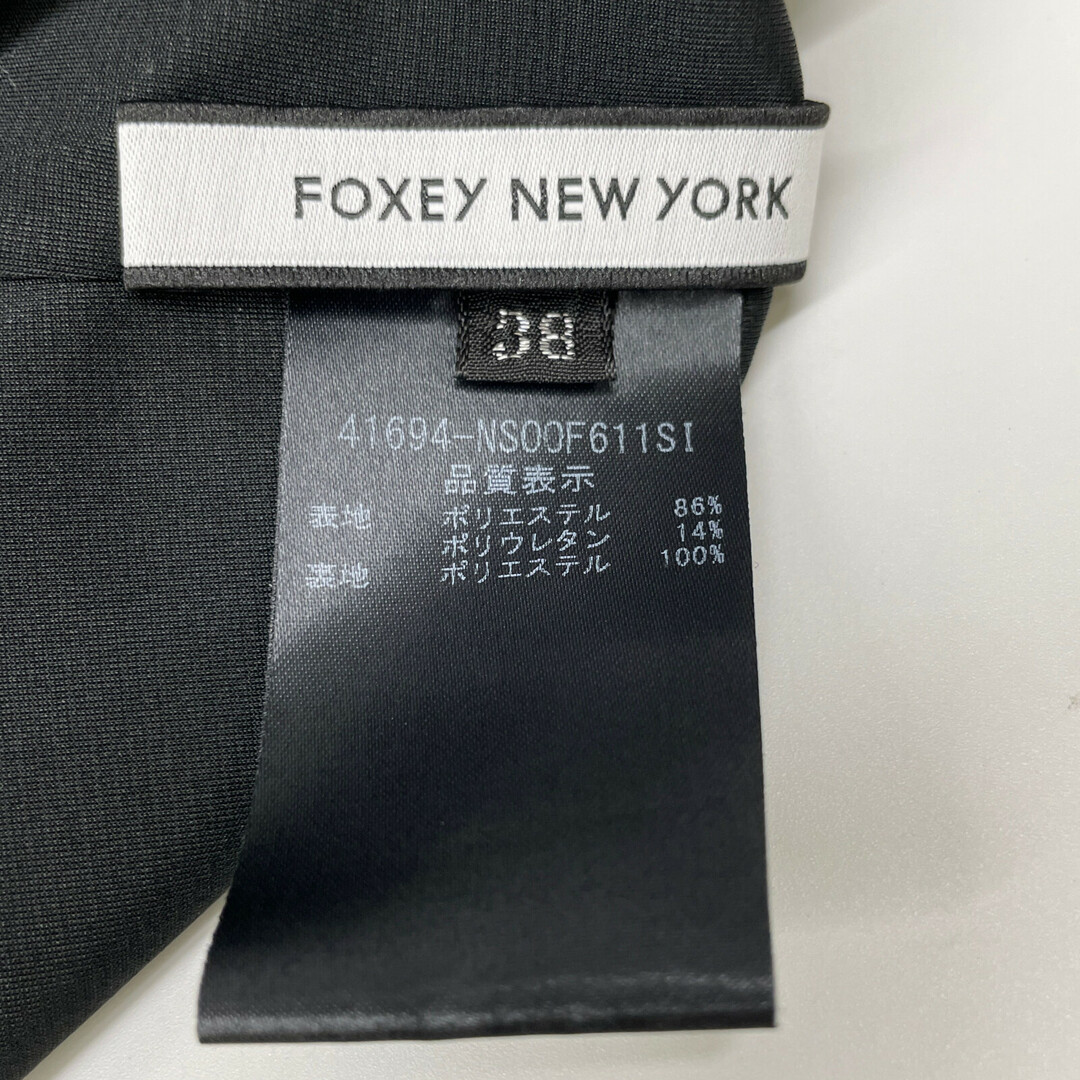 FOXEY NEW YORK
38
41694-NSOOF611SI
品質表示
表地 ポリエステル 86%
ポリウレタン 14%
表地 ポリエステル 100%